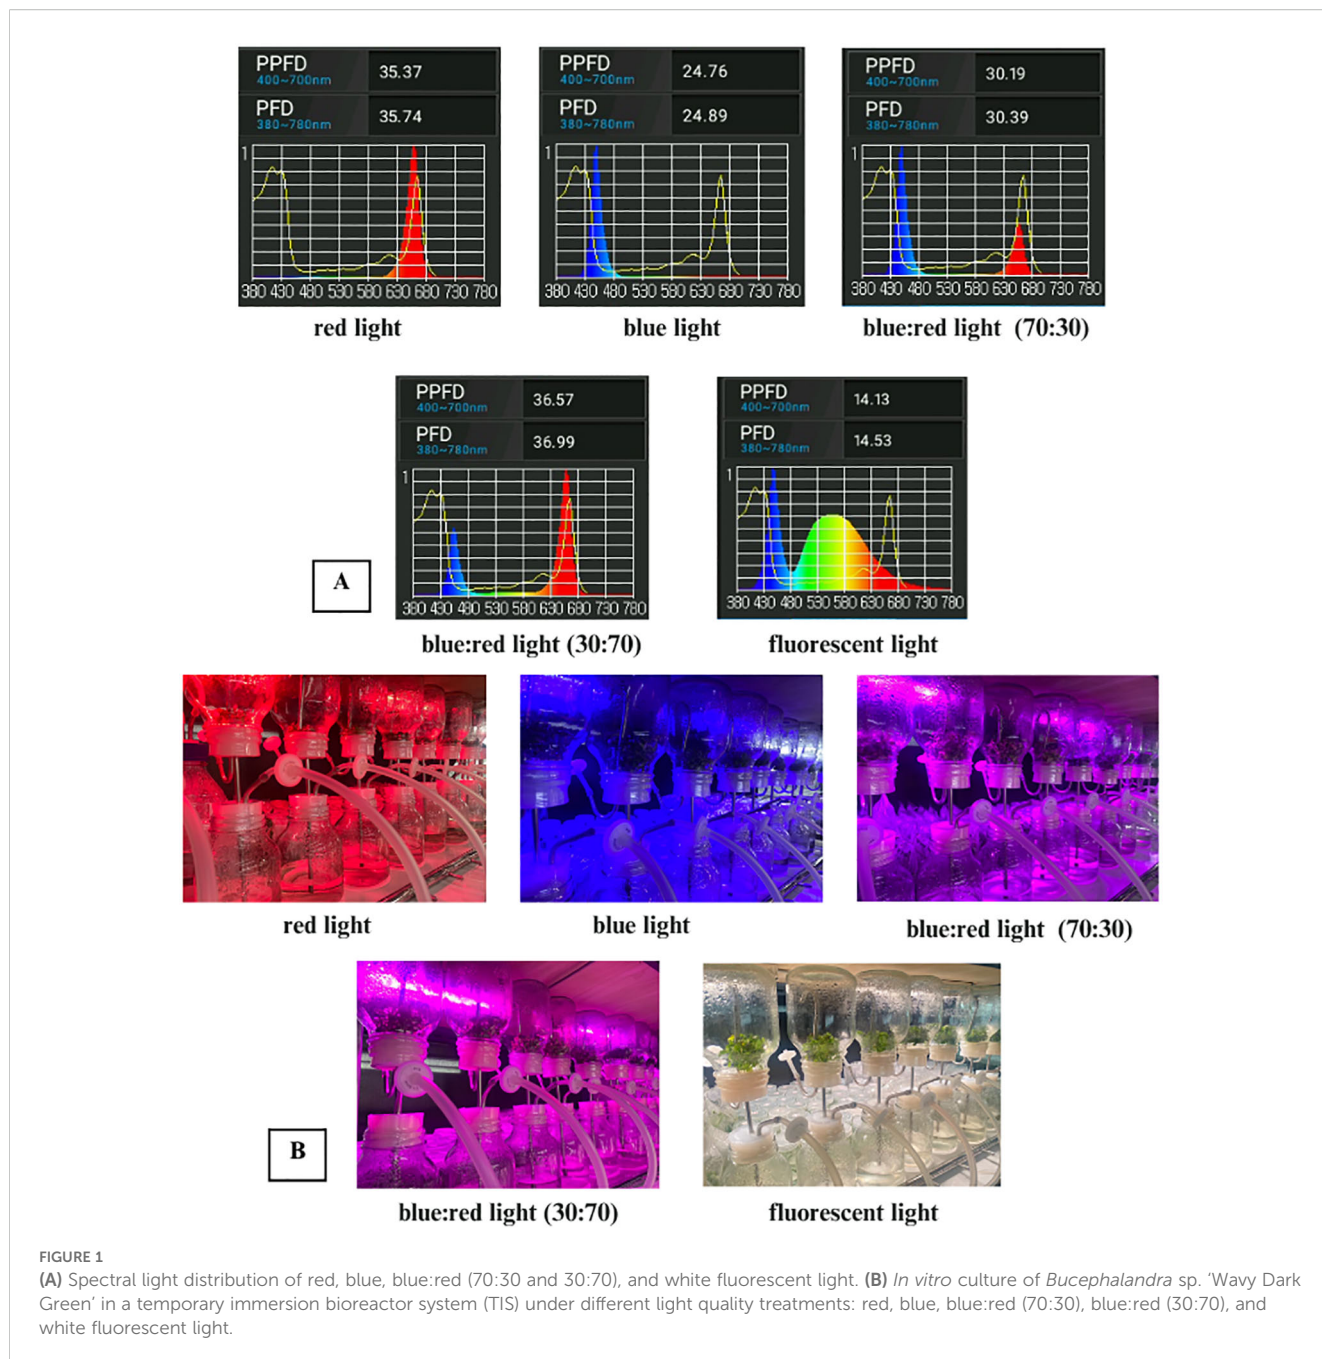 PPFD 400~700nm 35.37
PFD 380~780nm 35.74
1
380 430 480 530 580 630 680 730 780
red light
PPFD 400~700nm 24.76
PFD 380~780nm 24.89
1
380 430 480 530 580 630 680 730 780
blue light
PPFD 400~700nm 30.19
PFD 380~780nm 30.39
1
380 430 480 530 580 630 680 730 780
blue:red light (70:30)
PPFD 400~700nm 36.57
PFD 380~780nm 36.99
1
380 430 480 530 580 630 680 730 780
blue:red light (30:70)
PPFD 400~700nm 14.13
PFD 380~780nm 14.53
1
380 430 480 530 580 630 680 730 780
fluorescent light
A
red light
blue light
blue:red light (70:30)
blue:red light (30:70)
fluorescent light
B
FIGURE 1
(A) Spectral light distribution of red, blue, blue:red (70:30 and 30:70), and white fluorescent light. (B) In vitro culture of Bucephalandra sp. ‘Wavy Dark
Green’ in a temporary immersion bioreactor system (TIS) under different light quality treatments: red, blue, blue:red (70:30), blue:red (30:70), and
white fluorescent light.